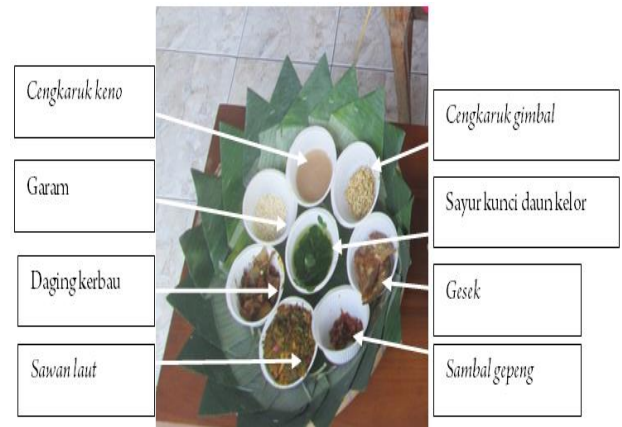 Cengkaruk keno
Garam
Daging kerbau
Sawan laut
Cengkaruk gimbal
Sayur kunci daun kelor
Gesek
Sambal gepeng